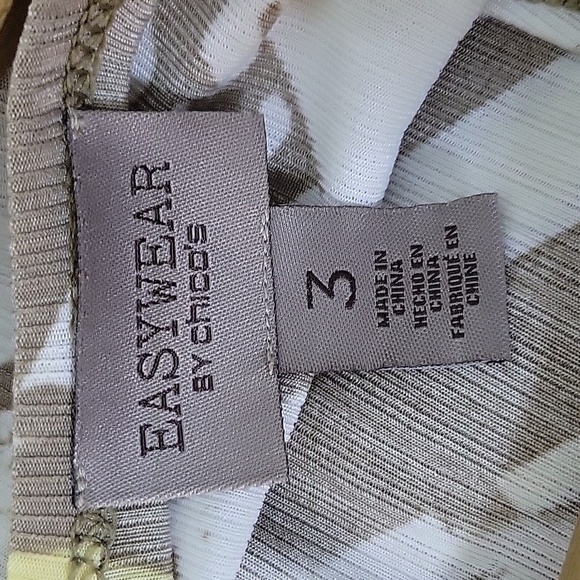 EASYWEAR
BY CHICO'S
3
MADE IN
CHINA
HECHO EN
CHINA
FABRIQUÉ EN
CHINE